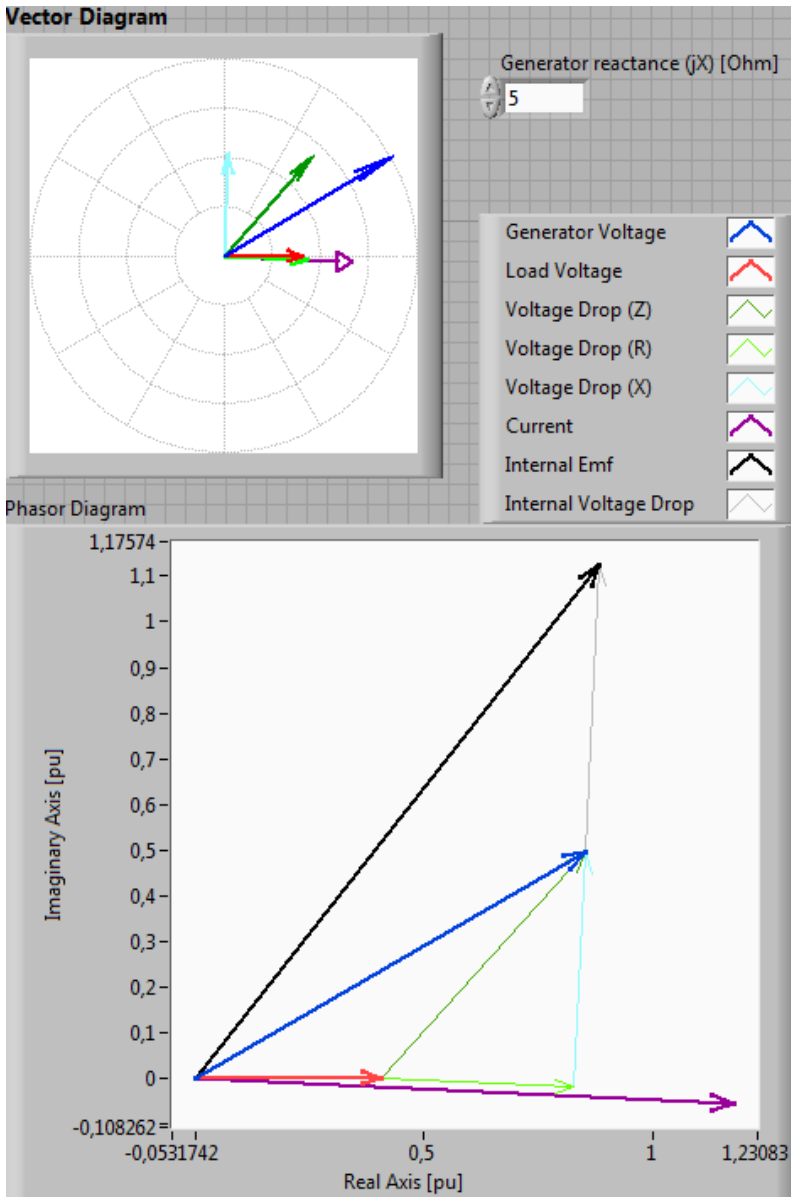 Vector Diagram
Generator reactance (jX) [Ohm]
5
Generator Voltage
Load Voltage
Voltage Drop (Z)
Voltage Drop (R)
Voltage Drop (X)
Current
Internal Emf
Internal Voltage Drop
Phasor Diagram
1,17574
1,1
1
0,9
0,8
0,7
0,6
0,5
0,4
0,3
0,2
0,1
0
-0,108262
Imaginary Axis [pu]
-0,0531742
0,5
1
1,23083
Real Axis [pu]